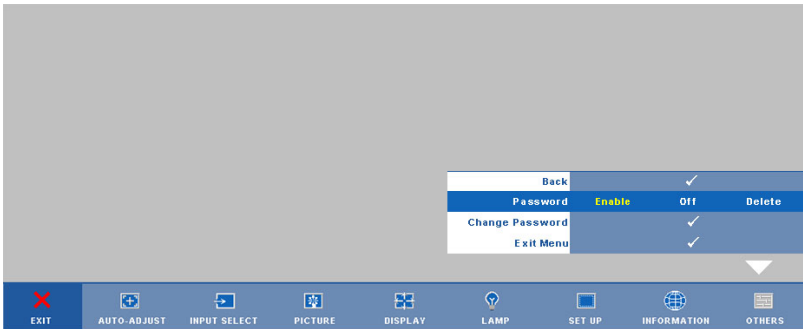 Back
Password Enable Off Delete
Change Password
Exit Menu
EXIT AUTO-ADJUST INPUT SELECT PICTURE DISPLAY LAMP SET UP INFORMATION OTHERS